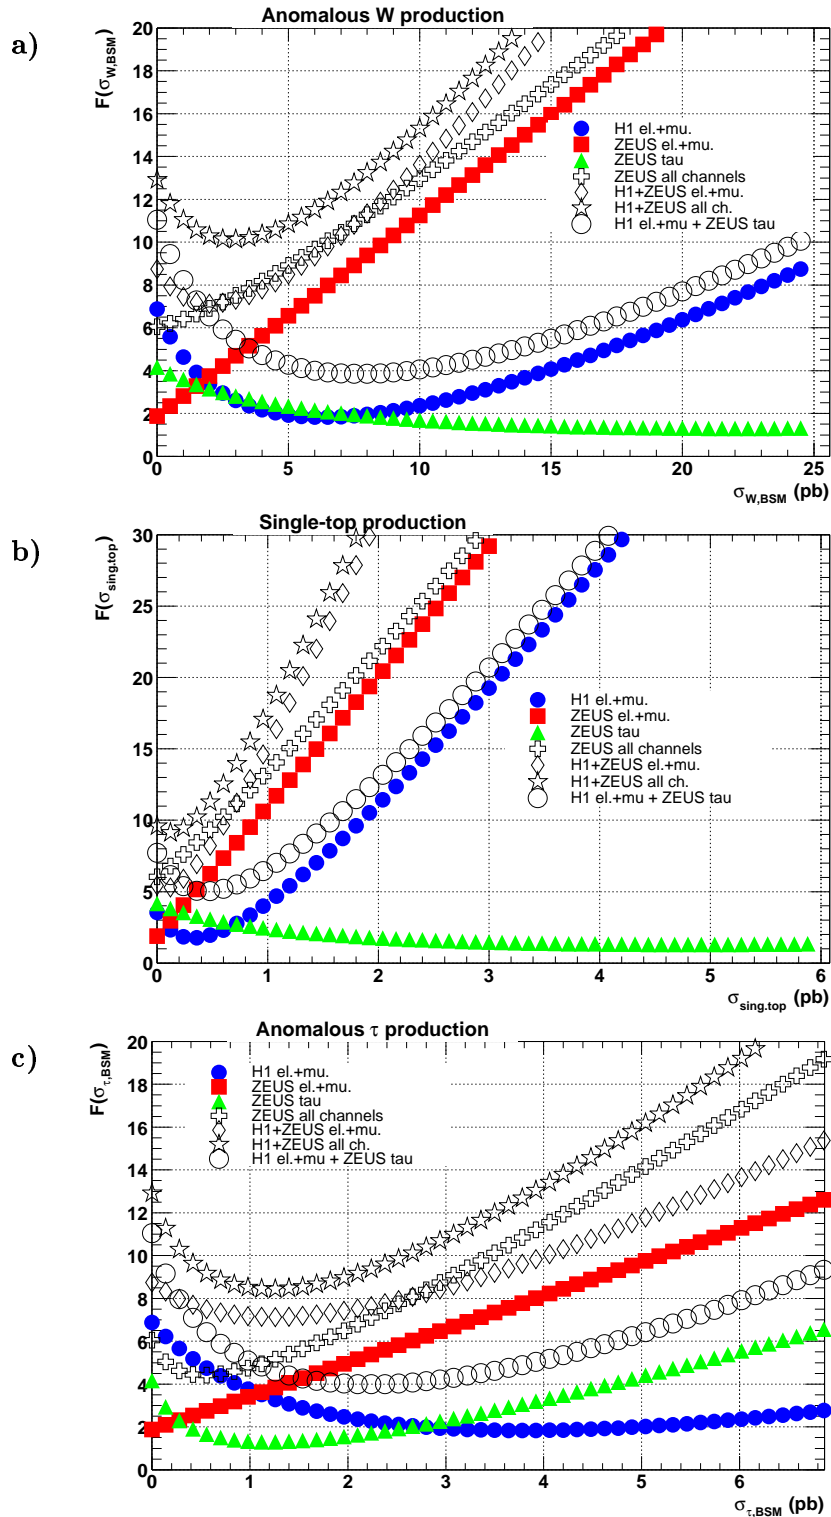 a)
Anomalous W production
F(σW,BSM)
20
18
16
14
12
10
8
6
4
2
0
H1 el.+mu.
ZEUS el.+mu.
ZEUS tau
ZEUS all channels
H1+ZEUS el.+mu.
H1+ZEUS all ch.
H1 el.+mu + ZEUS tau
0 5 10 15 20 25
σW,BSM (pb)
b)
Single-top production
F(σsing.top)
30
25
20
15
10
5
0
H1 el.+mu.
ZEUS el.+mu.
ZEUS tau
ZEUS all channels
H1+ZEUS el.+mu.
H1+ZEUS all ch.
H1 el.+mu + ZEUS tau
0 1 2 3 4 5 6
σsing.top (pb)
c)
Anomalous τ production
F(στ,BSM)
20
18
16
14
12
10
8
6
4
2
0
H1 el.+mu.
ZEUS el.+mu.
ZEUS tau
ZEUS all channels
H1+ZEUS el.+mu.
H1+ZEUS all ch.
H1 el.+mu + ZEUS tau
0 1 2 3 4 5 6
στ,BSM (pb)